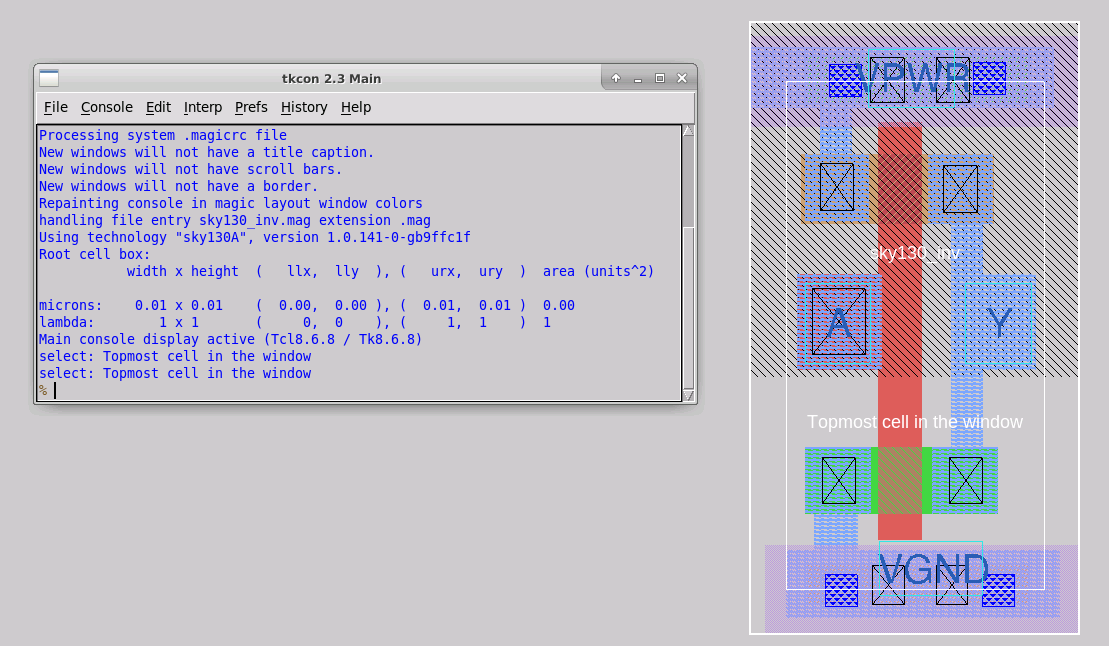 tkcon 2.3 Main
File Console Edit Interp Prefs History Help
Processing system .magicrc file
New windows will not have a title caption.
New windows will not have scroll bars.
New windows will not have a border.
Repainting console in magic layout window colors
handling file entry sky130_inv.mag extension .mag
Using technology "sky130A", version 1.0.141-0-gb9ffc1f
Root cell box:
width x height ( llx, lly ), ( urx, ury ) area (units^2)
microns: 0.01 x 0.01 ( 0.00, 0.00 ), ( 0.01, 0.01 ) 0.00
lambda: 1 x 1 ( 0, 0 ), ( 1, 1 ) 1
Main console display active (Tcl8.6.8 / Tk8.6.8)
select: Topmost cell in the window
select: Topmost cell in the window
%
VPWR
sky130_inv
A Y
Topmost cell in the window
VGND